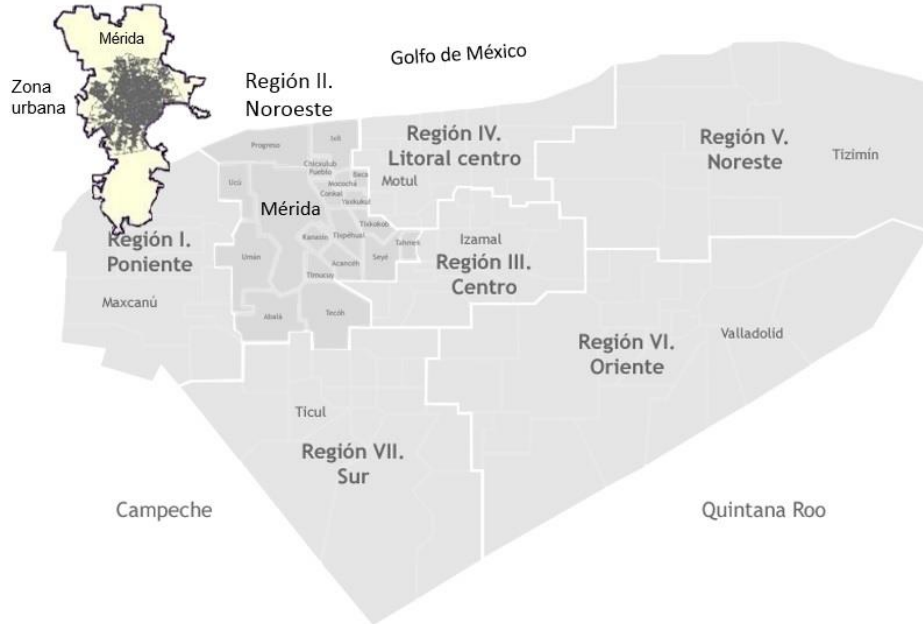 Mérida
Zona
urbana
Región II.
Noroeste
Golfo de México
Región IV.
Litoral centro
Región V.
Noreste
Tizimín
Progreso
Ixil
Chicxulub
Pueblo
Baca
Mocochá
Motul
Conkal
Yaxkukul
Ucú
Mérida
Tixkokob
Kanasín
Tixpéhual
Tahmek
Izamal
Región I.
Poniente
Umán
Acanceh
Seyé
Región III.
Centro
Timucuy
Maxcanú
Abalá
Tecóh
Región VI.
Oriente
Valladolid
Ticul
Región VII.
Sur
Campeche
Quintana Roo